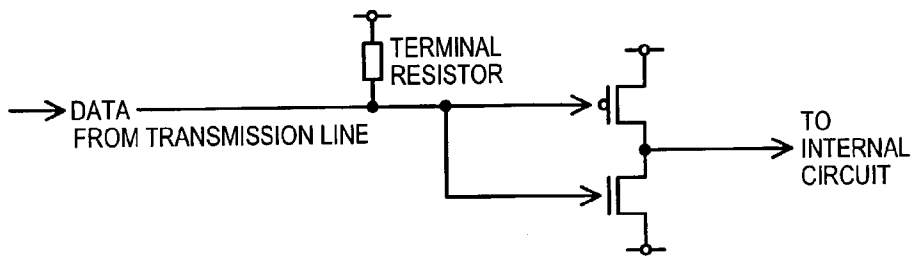 TERMINAL
RESISTOR
DATA
FROM TRANSMISSION LINE
TO
INTERNAL
CIRCUIT